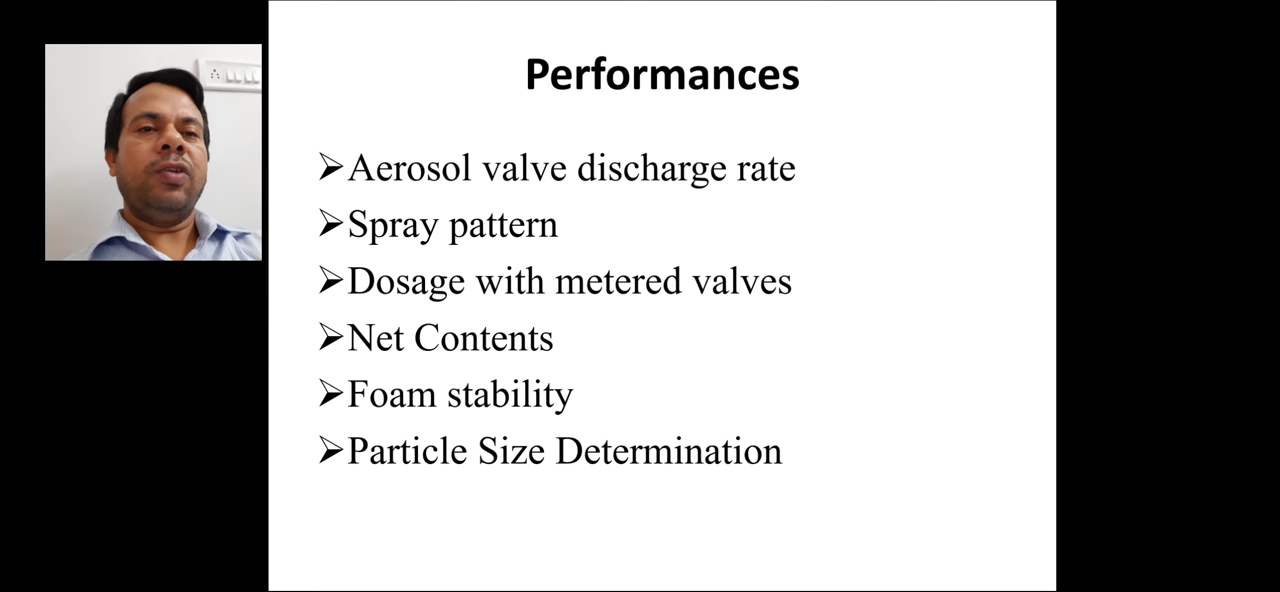 Performances
➢Aerosol valve discharge rate
➢Spray pattern
➢Dosage with metered valves
➢Net Contents
➢Foam stability
➢Particle Size Determination